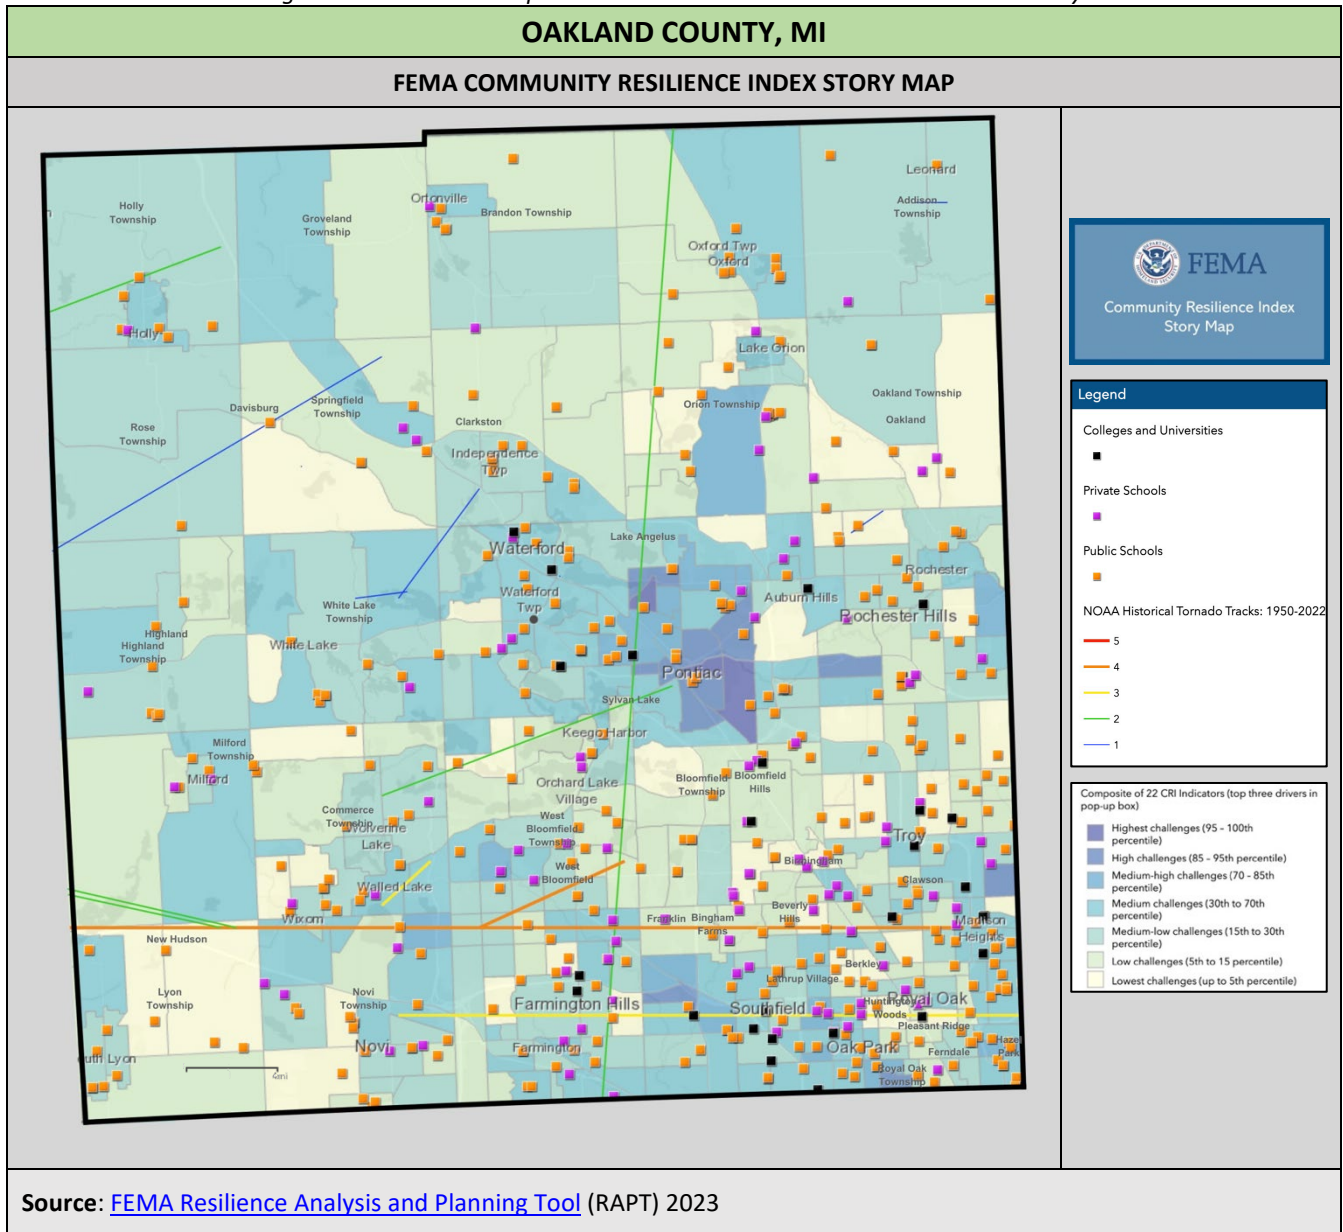 OAKLAND COUNTY, MI
FEMA COMMUNITY RESILIENCE INDEX STORY MAP
Leonard
Holly
Township
Ortonville
Addison
Township
Groveland
Township
Brandon Township
Oxford Twp
Oxford
Holly
Lake Orion
Springfield
Township
Davisburg
Orion Township
Oakland Township
Rose
Township
Clarkston
Oakland
Independence
Twp
Lake Angelus
Waterford
Rochester
Waterford
Twp
Auburn Hills
White Lake
Township
Rochester Hills
Highland
Highland
Township
White Lake
Pontiac
Sylvan Lake
Keego Harbor
Milford
Township
Milford
Orchard Lake
Village
Bloomfield
Township
Bloomfield
Hills
Commerce
Township
Wolverine
Lake
West
Bloomfield
Township
Troy
West
Bloomfield
Birmingham
Walled Lake
Clawson
Wixom
Franklin
Bingham
Farms
Beverly
Hills
Madison
Heights
New Hudson
Berkley
Lathrup Village
Lyon
Township
Novi
Township
Farmington Hills
Southfield
Huntington
Woods
Royal Oak
Pleasant Ridge
Novi
Farmington
Oak Park
Ferndale
Hazel
Park
uth Lyon
Royal Oak
Township
4mi
FEMA
Community Resilience Index
Story Map
Legend
Colleges and Universities
Private Schools
Public Schools
NOAA Historical Tornado Tracks: 1950-2022
5
4
3
2
1
Composite of 22 CRI Indicators (top three drivers in
pop-up box)
Highest challenges (95 - 100th
percentile)
High challenges (85 - 95th percentile)
Medium-high challenges (70 - 85th
percentile)
Medium challenges (30th to 70th
percentile)
Medium-low challenges (15th to 30th
percentile)
Low challenges (5th to 15 percentile)
Lowest challenges (up to 5th percentile)
Source: FEMA Resilience Analysis and Planning Tool (RAPT) 2023